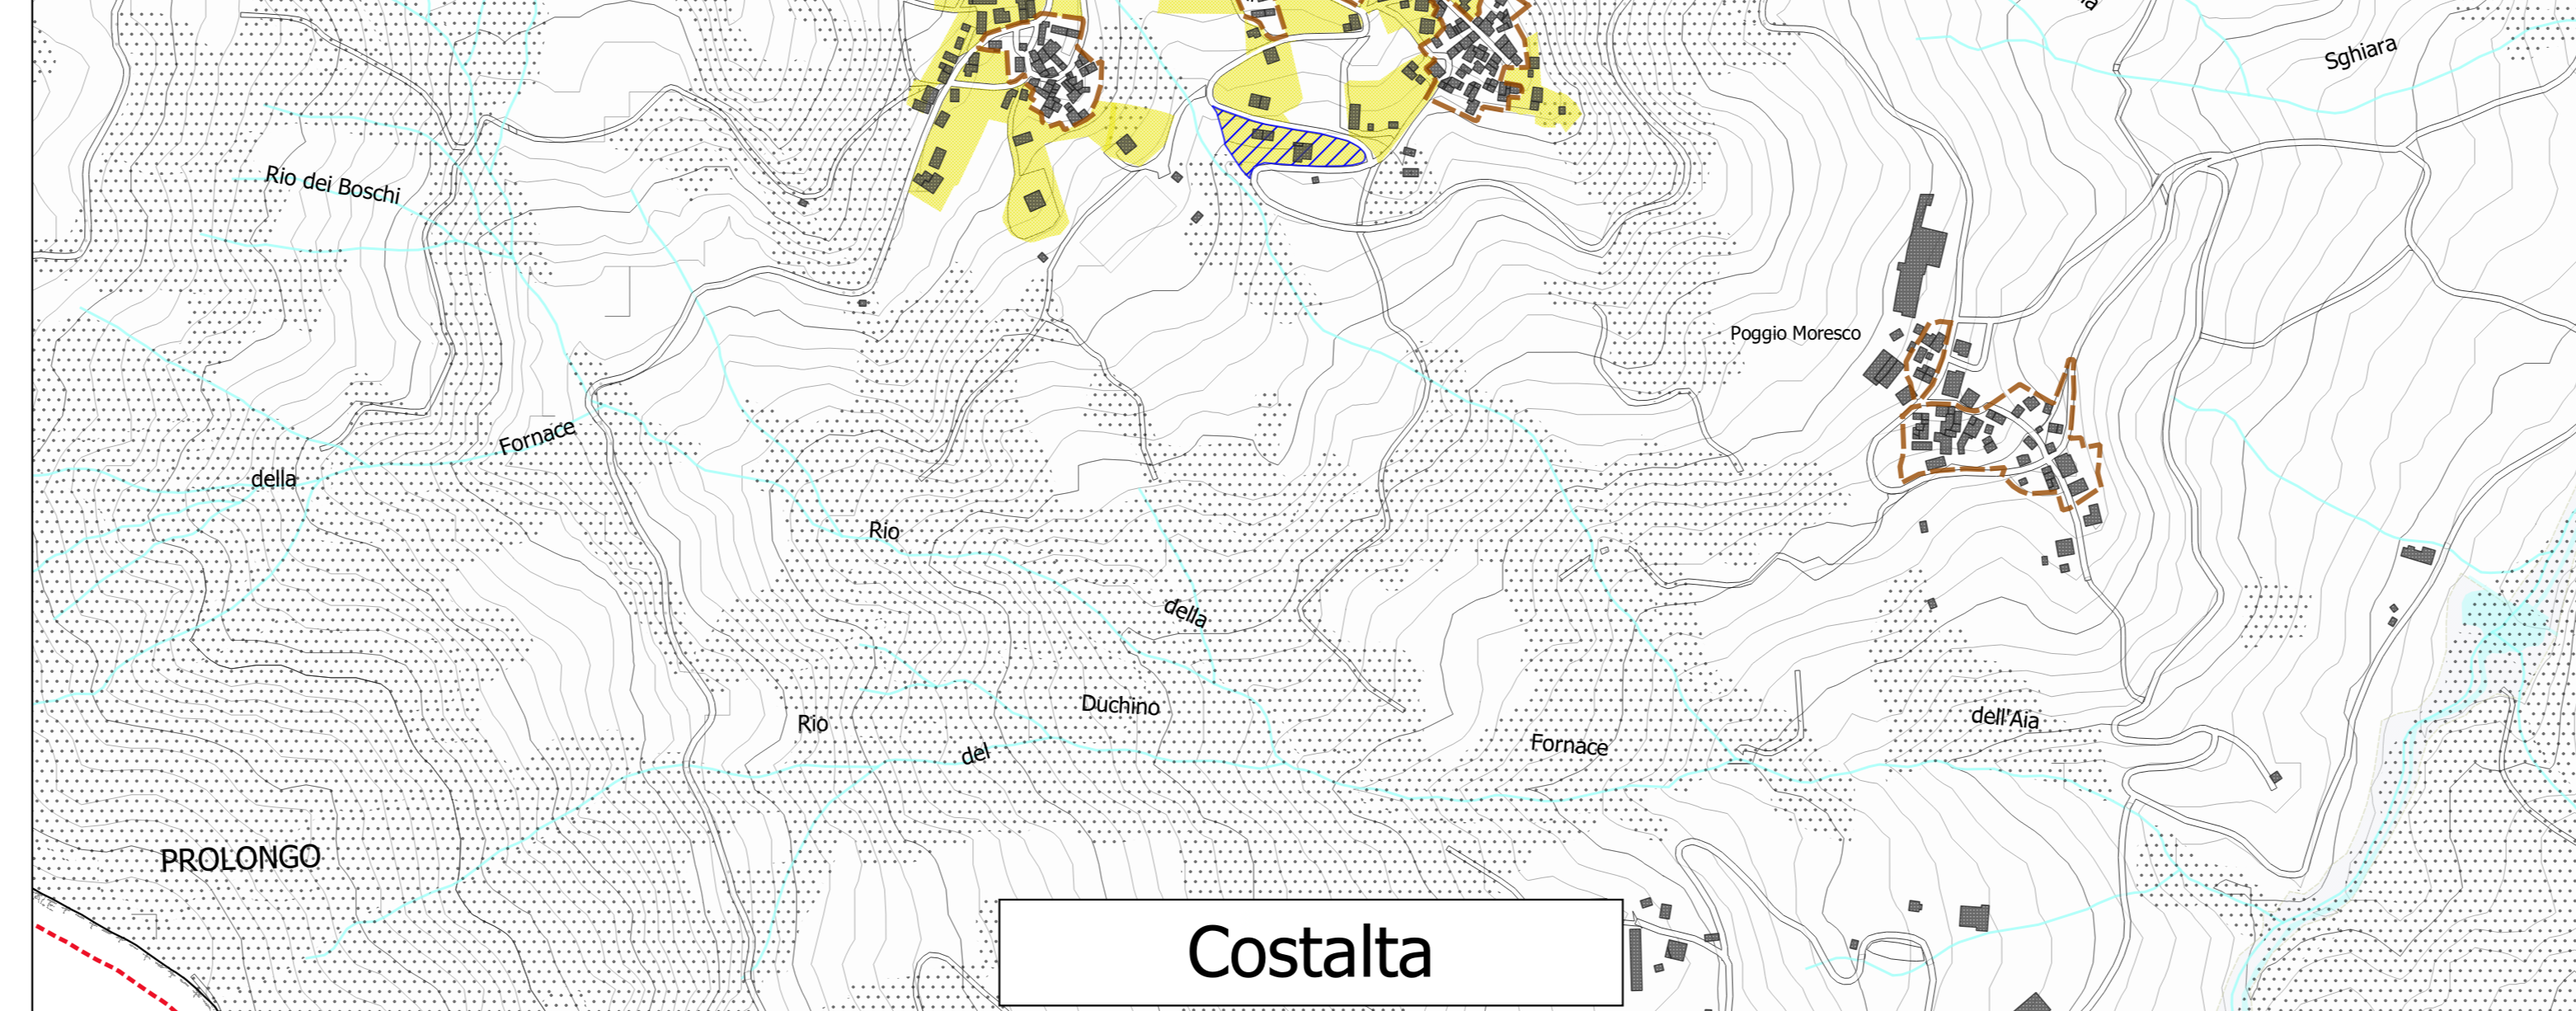 Sghiara
Rio dei Boschi
Poggio Moresco
Fornace
della
Rio
della
Duchino
Rio
del
Fornace
dell'Aia
PROLONGO
Costalta